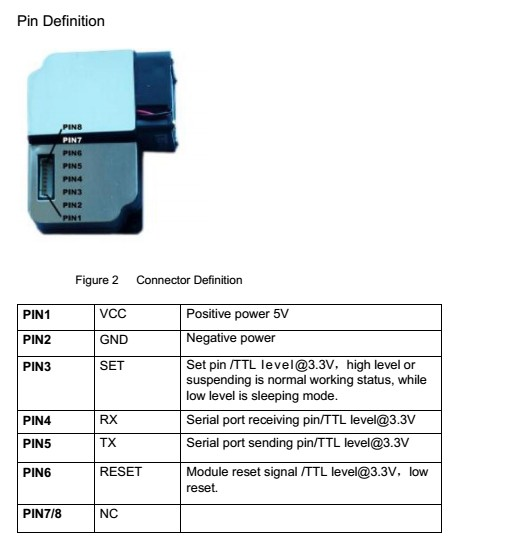 Pin Definition
PIN8
PIN7
PIN6
PIN5
PIN4
PIN3
PIN2
PIN1
Figure 2 Connector Definition
PIN1 VCC Positive power 5V
PIN2 GND Negative power
PIN3 SET Set pin /TTL level@3.3V，high level or
suspending is normal working status, while
low level is sleeping mode.
PIN4 RX Serial port receiving pin/TTL level@3.3V
PIN5 TX Serial port sending pin/TTL level@3.3V
PIN6 RESET Module reset signal /TTL level@3.3V，low
reset.
PIN7/8 NC